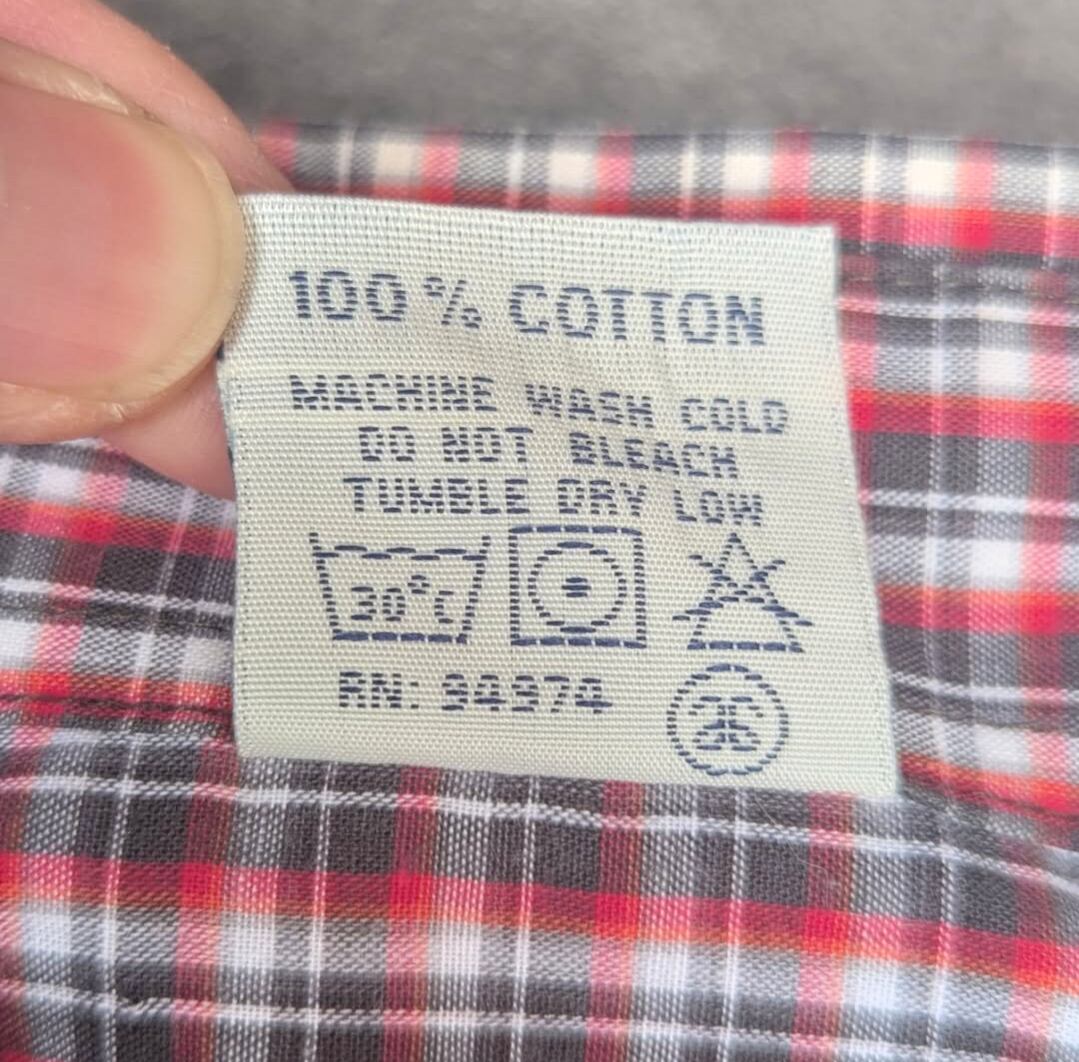 100% COTTON
MACHINE WASH COLD
DO NOT BLEACH
TUMBLE DRY LOW
30°C
RN: 94974